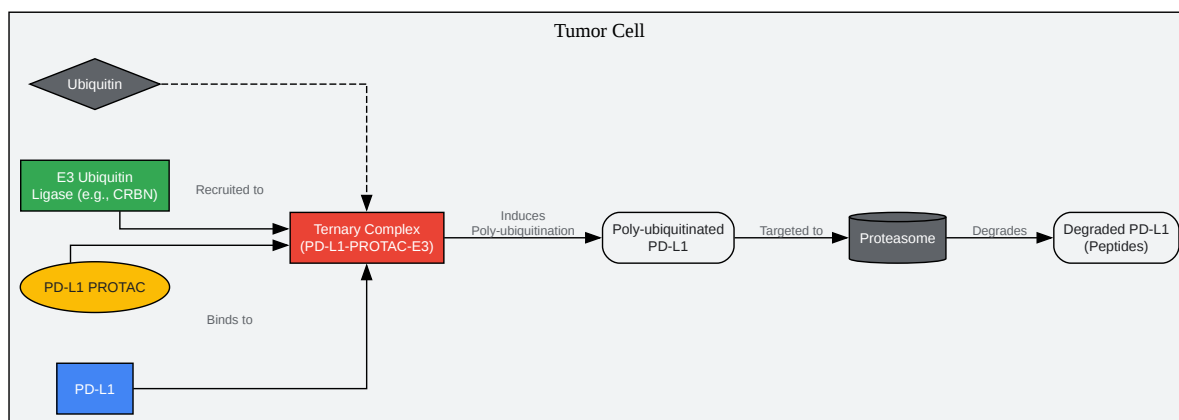 Tumor Cell
Ubiquitin
E3 Ubiquitin
Ligase (e.g., CRBN)
Recruited to
PD-L1 PROTAC
Binds to
PD-L1
Ternary Complex
(PD-L1-PROTAC-E3)
Induces
Poly-ubiquitination
Poly-ubiquitinated
PD-L1
Targeted to
Proteasome
Degrades
Degraded PD-L1
(Peptides)